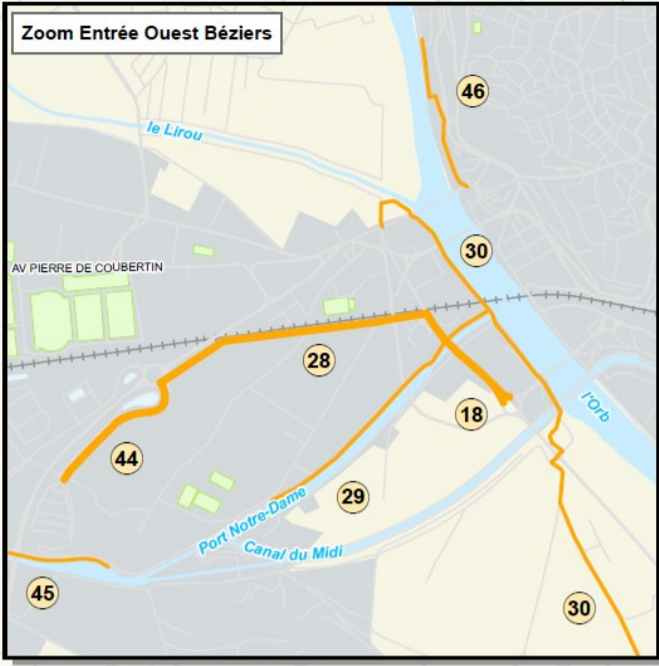 Zoom Entrée Ouest Béziers
46
le Lirou
30
AV PIERRE DE COUBERTIN
28
18
l'Orb
44
29
Port Notre-Dame
Canal du Midi
45
30